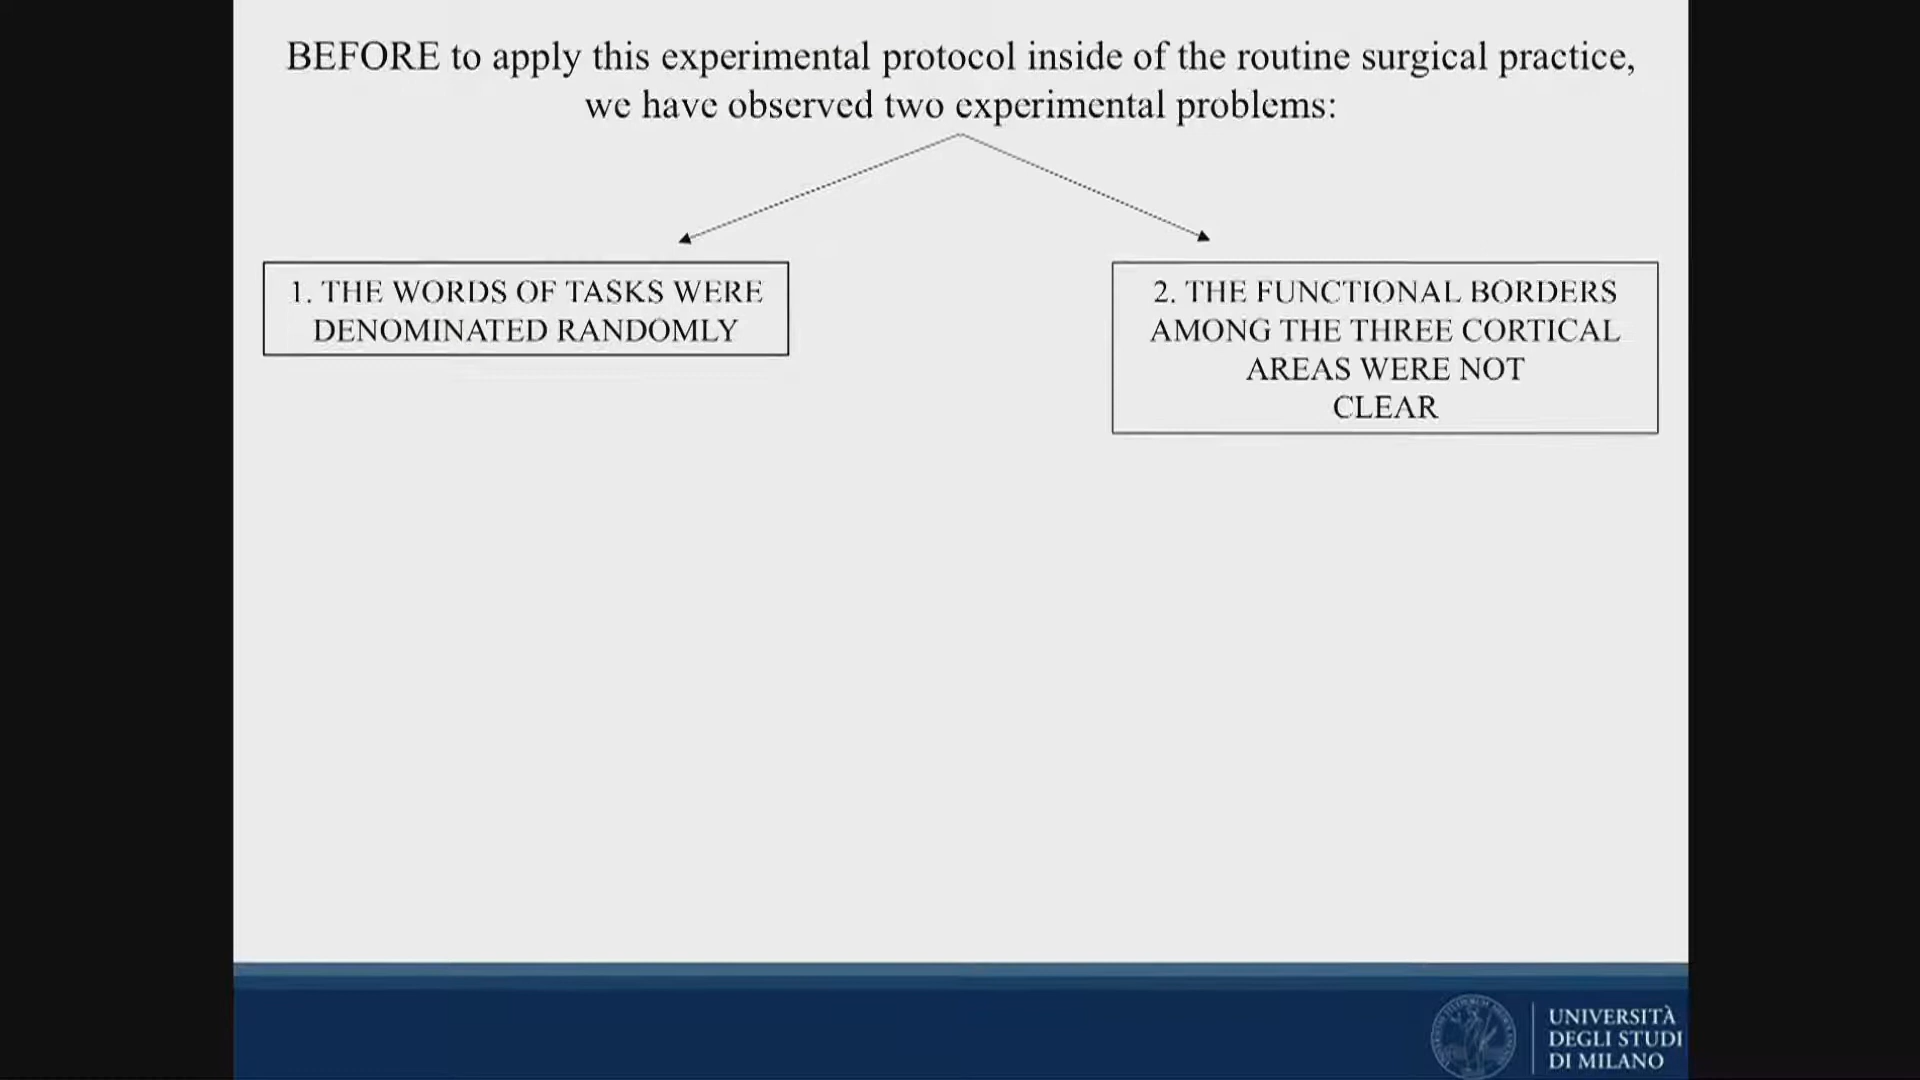 BEFORE to apply this experimental protocol inside of the routine surgical practice,
we have observed two experimental problems:
1. THE WORDS OF TASKS WERE
DENOMINATED RANDOMLY
2. THE FUNCTIONAL BORDERS
AMONG THE THREE CORTICAL
AREAS WERE NOT
CLEAR
UNIVERSITÀ
DEGLI STUDI
DI MILANO